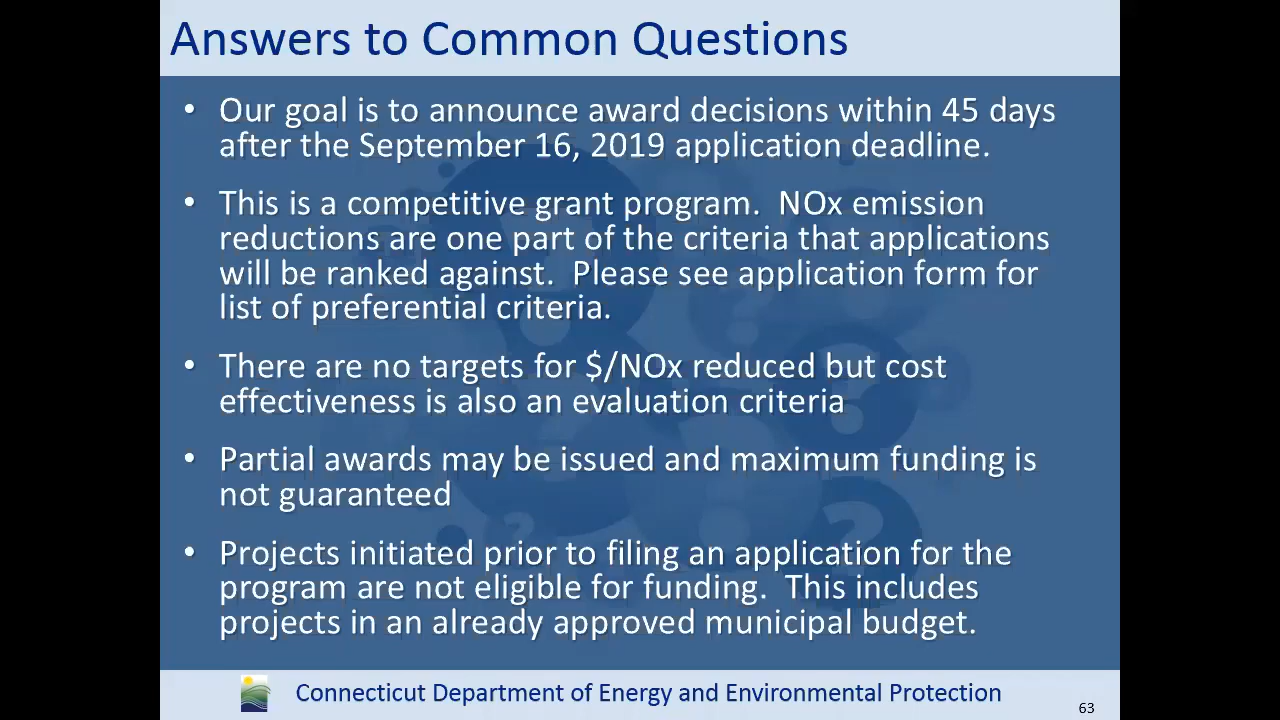 Answers to Common Questions
• Our goal is to announce award decisions within 45 days
after the September 16, 2019 application deadline.
• This is a competitive grant program.  NOx emission
reductions are one part of the criteria that applications
will be ranked against.  Please see application form for
list of preferential criteria.
• There are no targets for $/NOx reduced but cost
effectiveness is also an evaluation criteria
• Partial awards may be issued and maximum funding is
not guaranteed
• Projects initiated prior to filing an application for the
program are not eligible for funding.  This includes
projects in an already approved municipal budget.
Connecticut Department of Energy and Environmental Protection
63